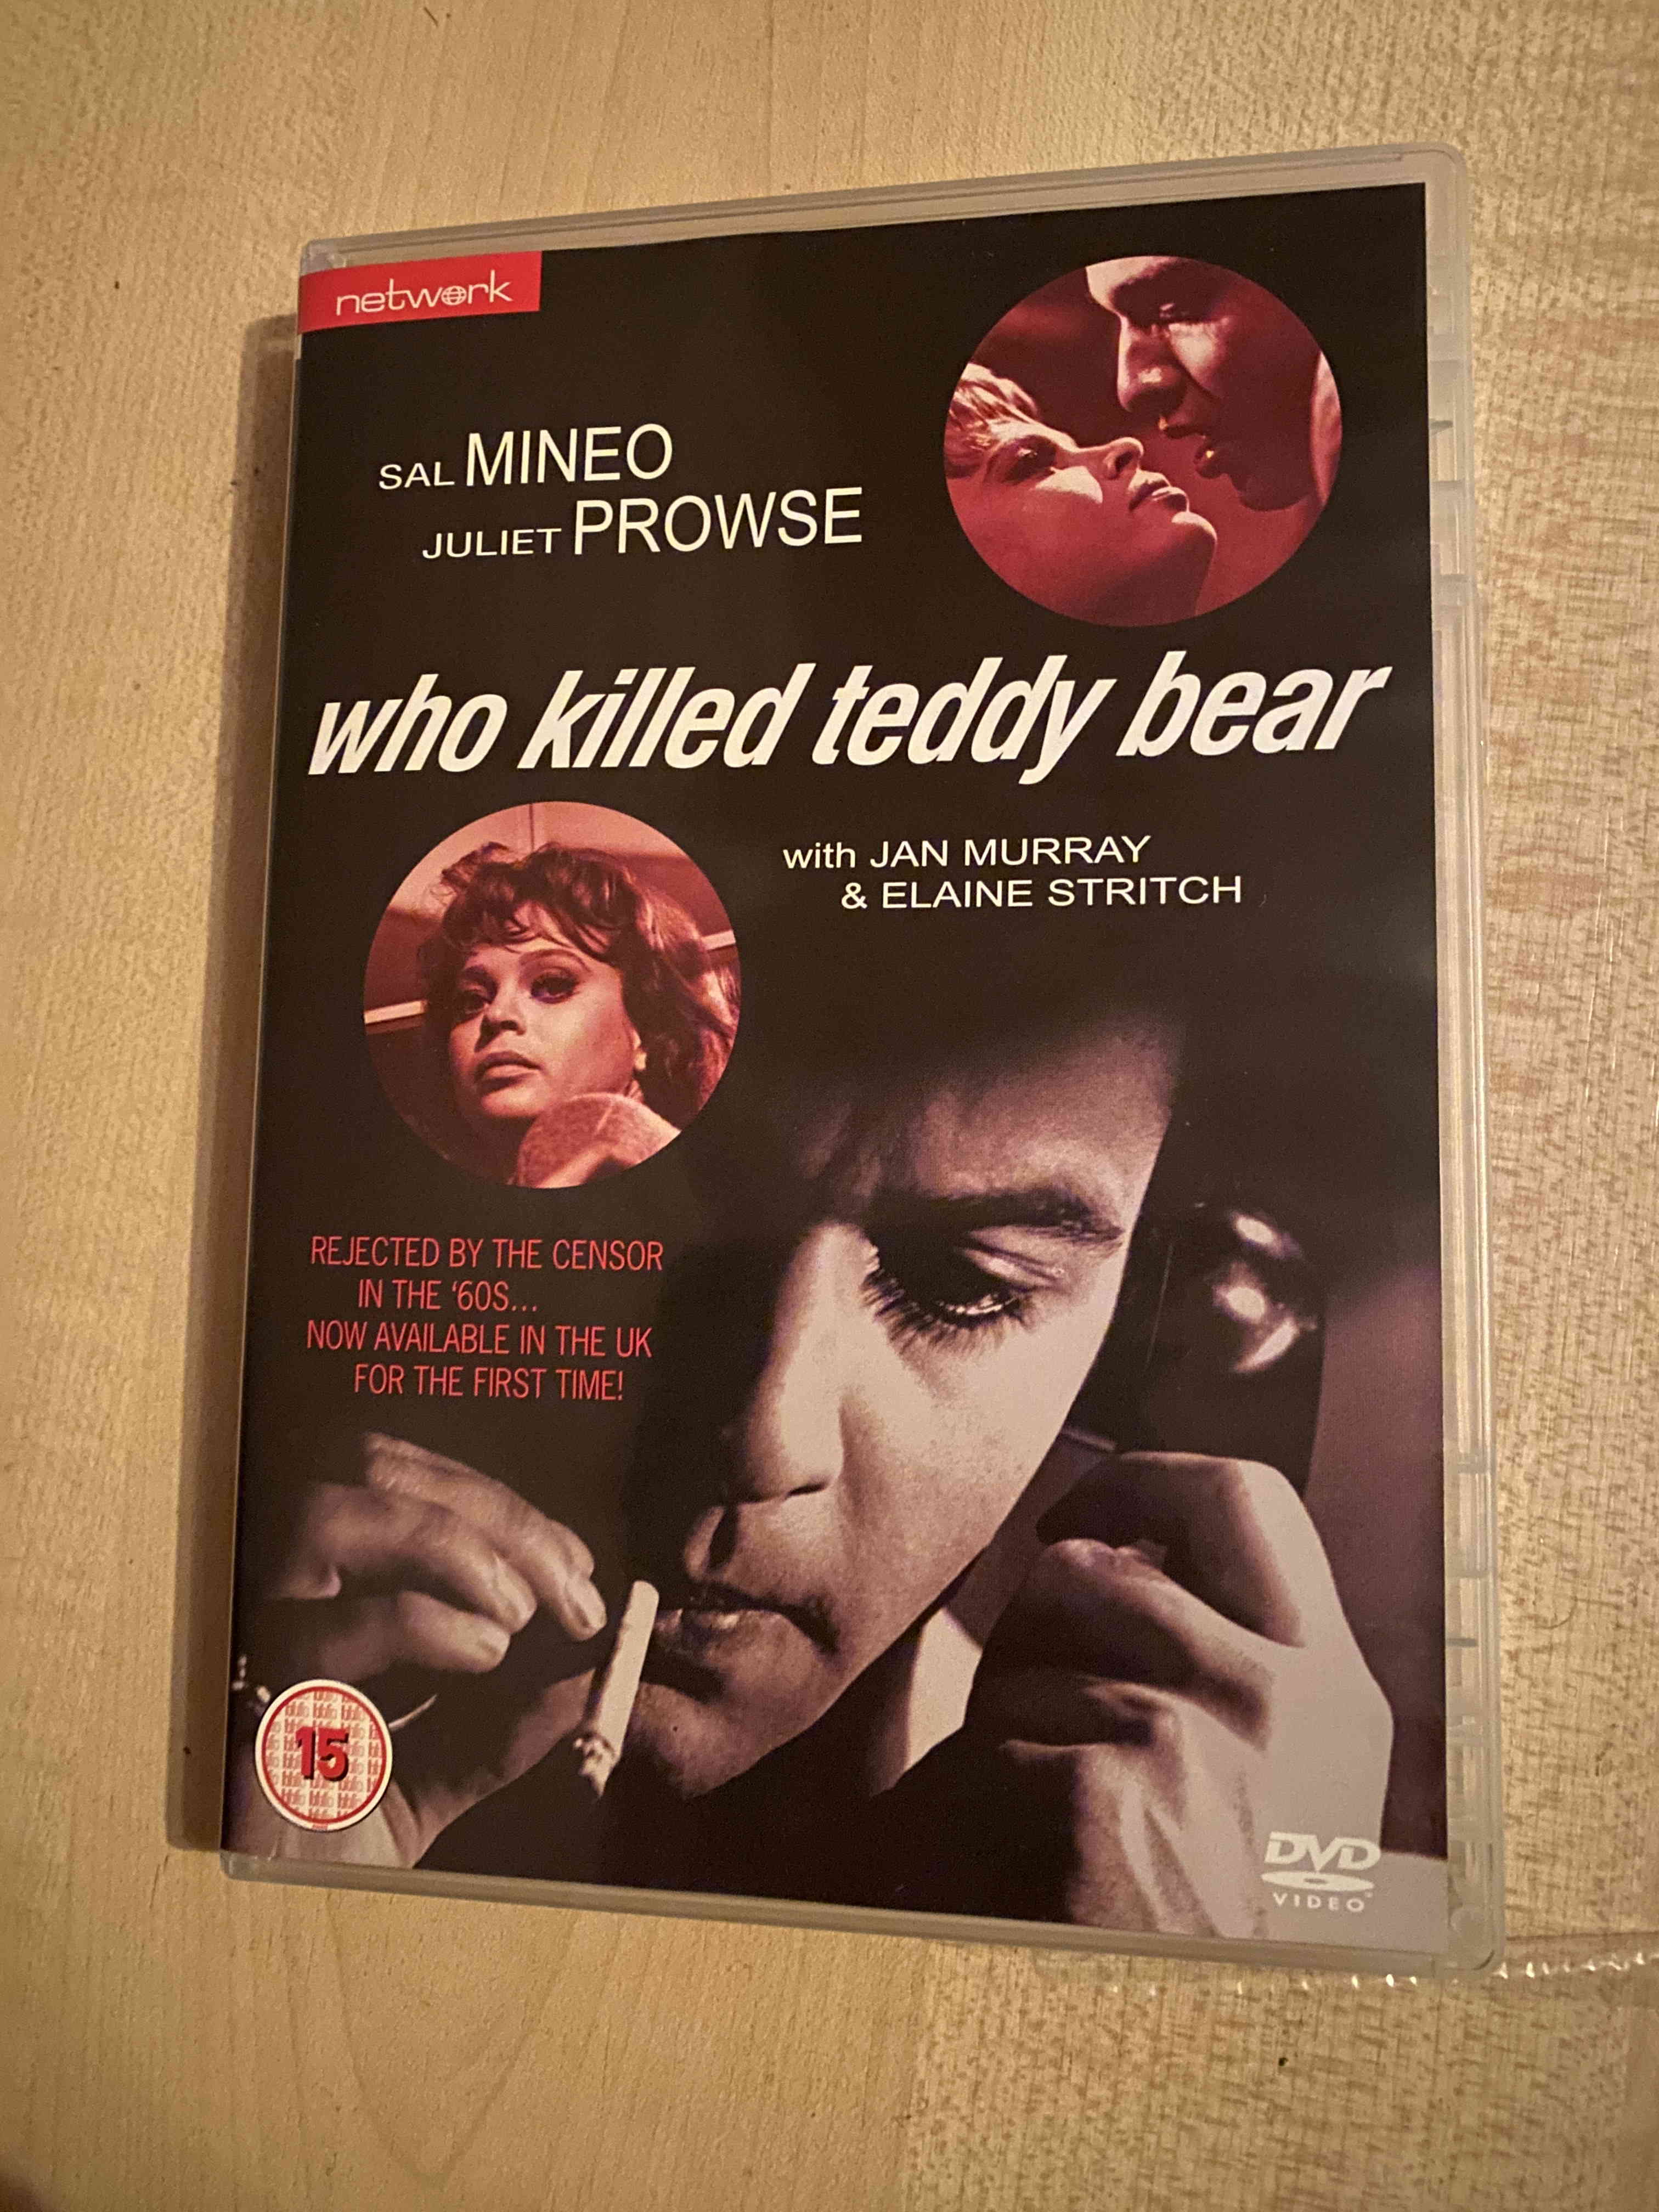 network
SAL MINEO
JULIET PROWSE
who killed teddy bear
with JAN MURRAY
& ELAINE STRITCH
REJECTED BY THE CENSOR
IN THE ‘60S...
NOW AVAILABLE IN THE UK
FOR THE FIRST TIME!
15
DVD
VIDEO